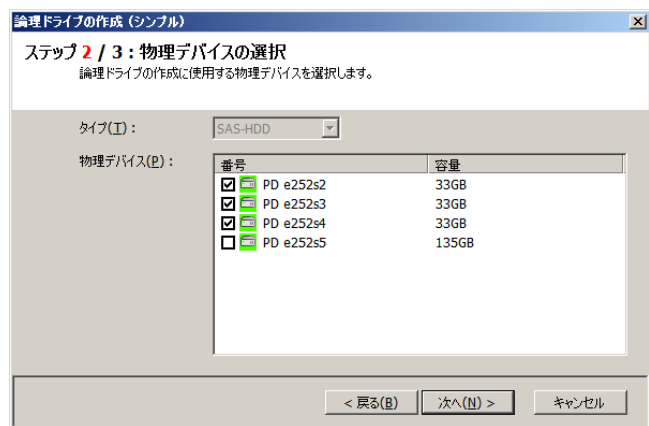 論理ドライブの作成 (シンプル)
ステップ 2 / 3 : 物理デバイスの選択
論理ドライブの作成に使用する物理デバイスを選択します。
タイプ(T) : SAS-HDD
物理デバイス(P) : 番号 容量
PD e252s2 33GB
PD e252s3 33GB
PD e252s4 33GB
PD e252s5 135GB
< 戻る(B) 次へ(N) > キャンセル